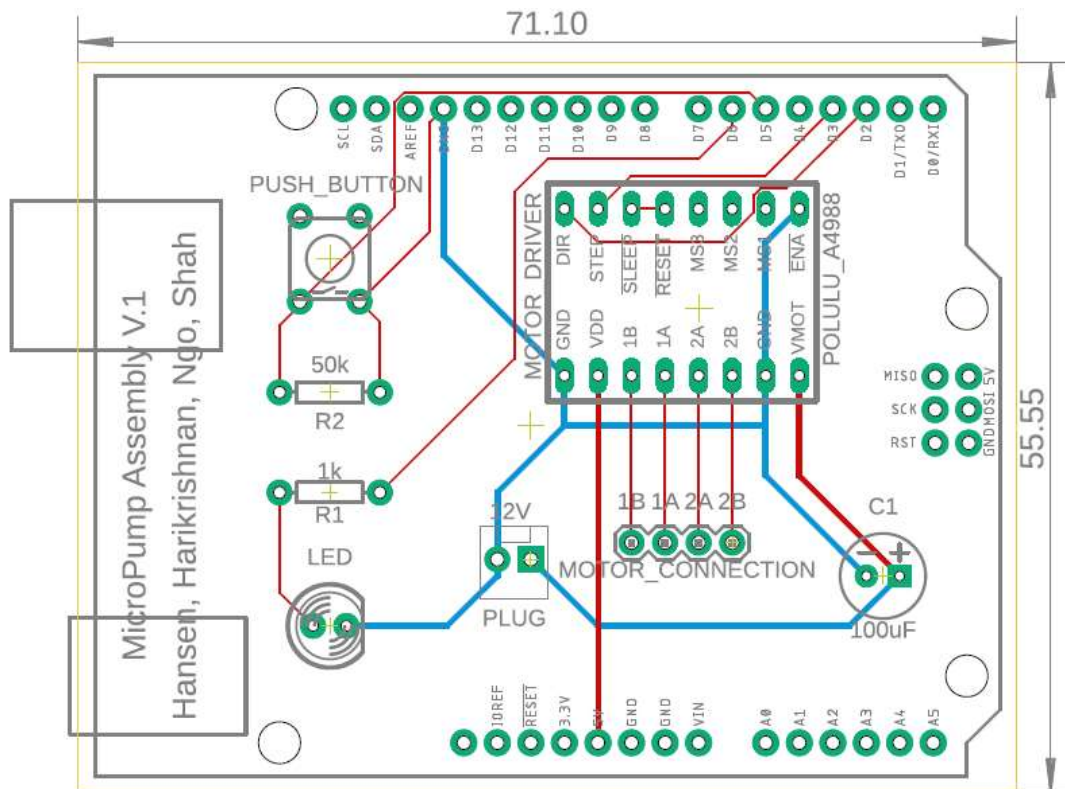 71.10
SCL
SDA
AREF
D13
D12
D11
D10
D9
D8
D7
D6
D5
D4
D3
D2
D1/TX0
D0/RXI
PUSH_BUTTON
MOTOR DRIVER
DIR
STEP
SLEEP
RESET
MS3
MS2
MS1
ENA
GND
VDD
1B
1A
2A
2B
GND
VMOT
POLULU_A4988
MicroPump Assembly V.1
Hansen, Harikrishnan, Ngo, Shah
50k
R2
1k
R1
MISO
5V
SCK
MOSI
RST
GND
55.55
1B 1A 2A 2B
MOTOR_CONNECTION
C1
- +
100uF
12V
PLUG
LED
IOREF
RESET
3.3V
GND
GND
VIN
A0
A1
A2
A3
A4
A5